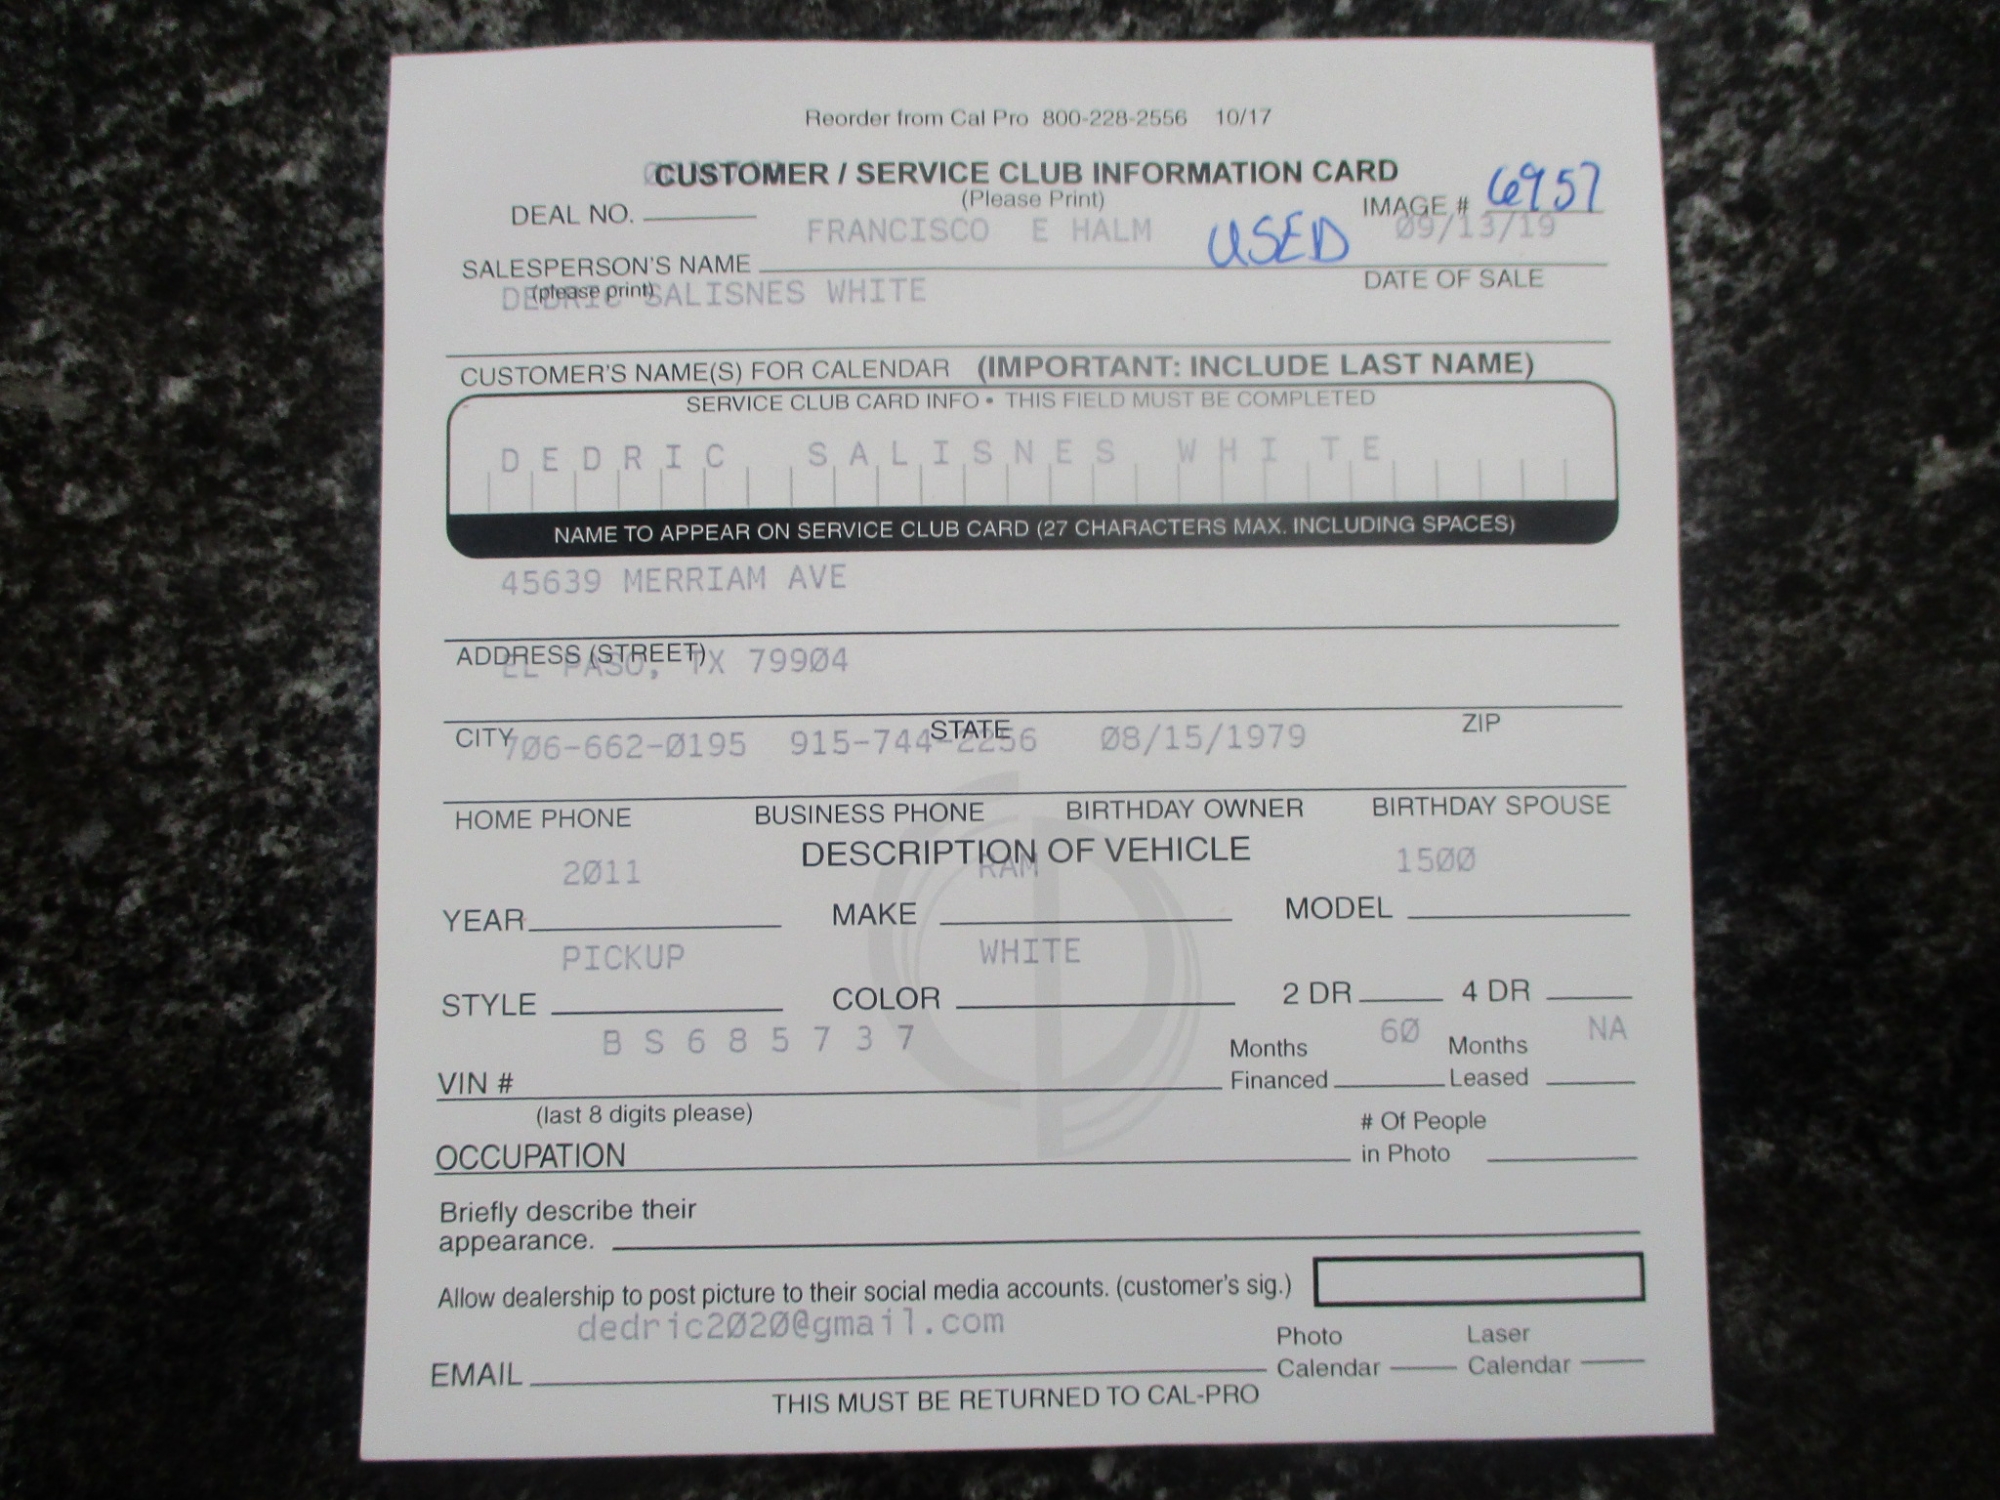 Reorder from Cal Pro 800-228-2556 10/17
CUSTOMER / SERVICE CLUB INFORMATION CARD
(Please Print)
DEAL NO.
IMAGE # 6957
FRANCISCO E HALM USED 09/13/19
SALESPERSON'S NAME
(please print)
DATE OF SALE
DEDRIC SALISNES WHITE
CUSTOMER'S NAME(S) FOR CALENDAR (IMPORTANT: INCLUDE LAST NAME)
SERVICE CLUB CARD INFO • THIS FIELD MUST BE COMPLETED
DEDRIC SALISNES WHITE
NAME TO APPEAR ON SERVICE CLUB CARD (27 CHARACTERS MAX. INCLUDING SPACES)
45639 MERRIAM AVE
ADDRESS (STREET)
EL PASO, TX 79904
CITY STATE ZIP
706-662-0195 915-744-2256 08/15/1979
HOME PHONE BUSINESS PHONE BIRTHDAY OWNER BIRTHDAY SPOUSE
DESCRIPTION OF VEHICLE
2011 RAM 1500
YEAR MAKE MODEL
PICKUP WHITE
STYLE COLOR 2 DR 4 DR
BS685737 60 NA
VIN # Months Financed Months Leased
(last 8 digits please)
OCCUPATION # Of People in Photo
Briefly describe their
appearance.
Allow dealership to post picture to their social media accounts. (customer's sig.)
dedric2020@gmail.com
EMAIL Photo Calendar Laser Calendar
THIS MUST BE RETURNED TO CAL-PRO